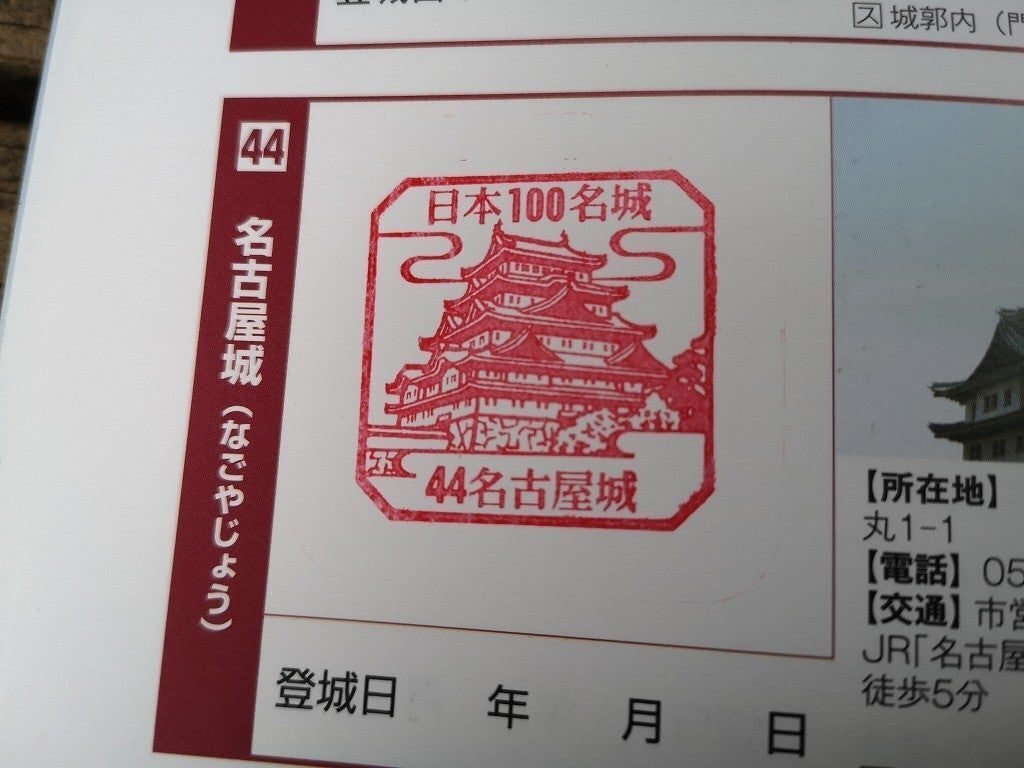 ス 城郭内（門
44
名古屋城（なごやじょう）
日本100名城
44名古屋城
登城日 年 月 日
【所在地】
丸1-1
【電話】05
【交通】市営
JR「名古屋
徒歩5分